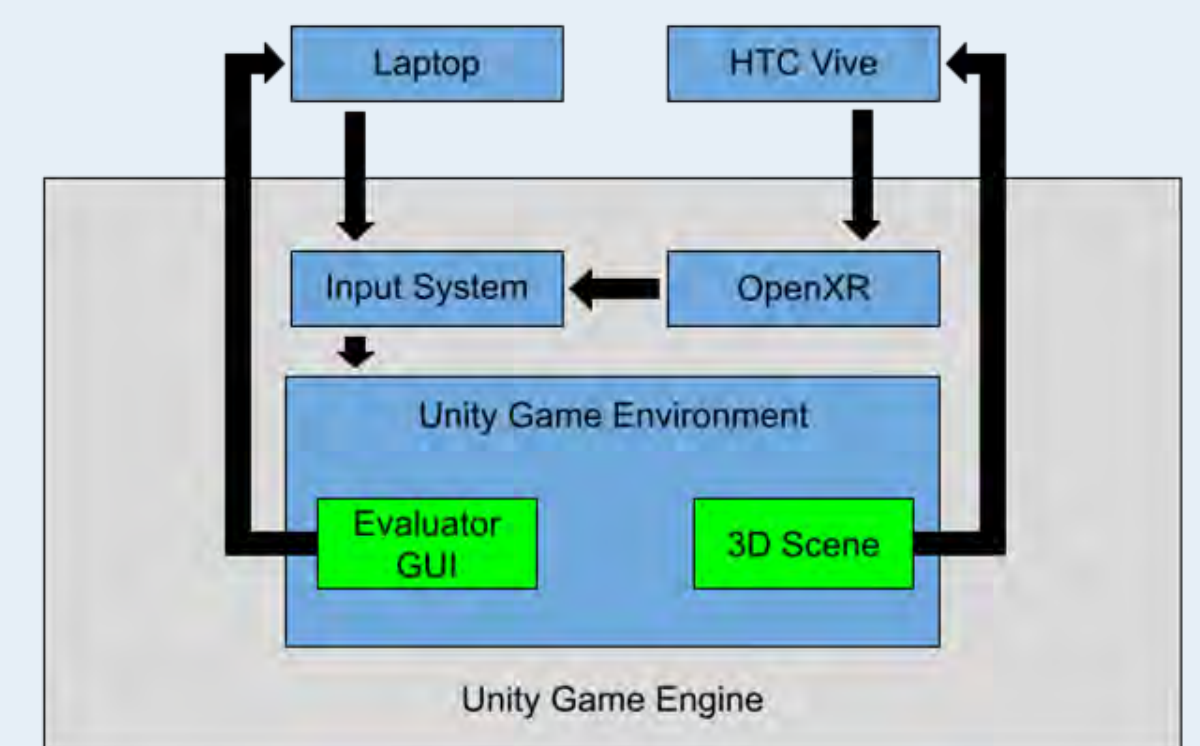 Laptop
HTC Vive
Input System
OpenXR
Unity Game Environment
Evaluator
GUI
3D Scene
Unity Game Engine